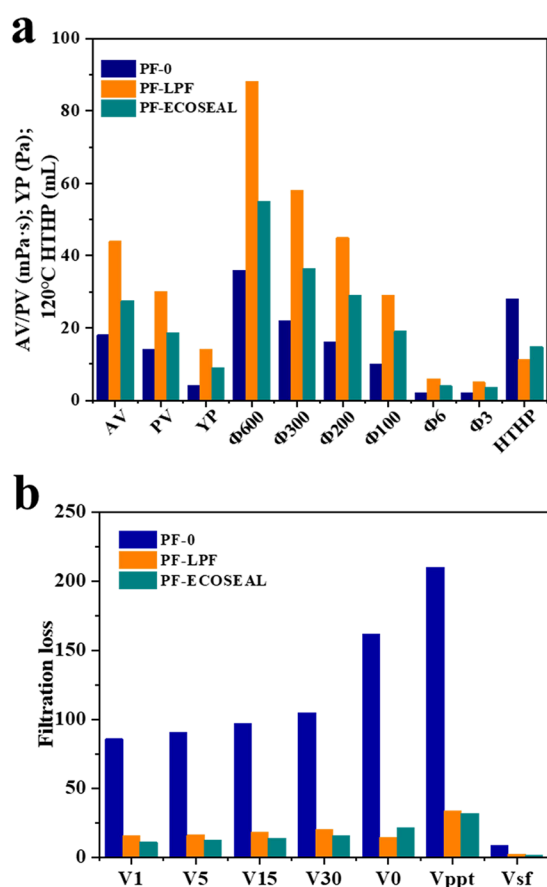 a
AV/PV (mPa·s); YP (Pa);
120°C HTHP (mL)
100
80
60
40
20
0
PF-0
PF-LPF
PF-ECOSEAL
AV PV YP Φ600 Φ300 Φ200 Φ100 Φ6 Φ3 HTHP
b
Filtration loss
250
200
150
100
50
0
PF-0
PF-LPF
PF-ECOSEAL
V1 V5 V15 V30 V0 Vppt Vsf